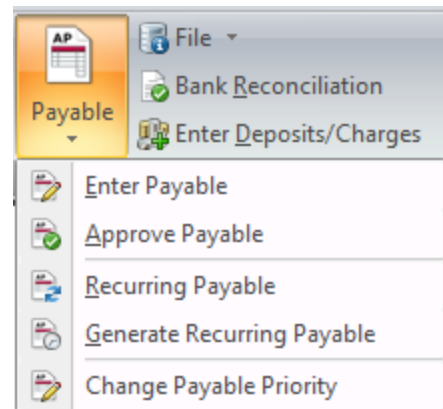 AP
Payable
File
Bank Reconciliation
Enter Deposits/Charges
Enter Payable
Approve Payable
Recurring Payable
Generate Recurring Payable
Change Payable Priority